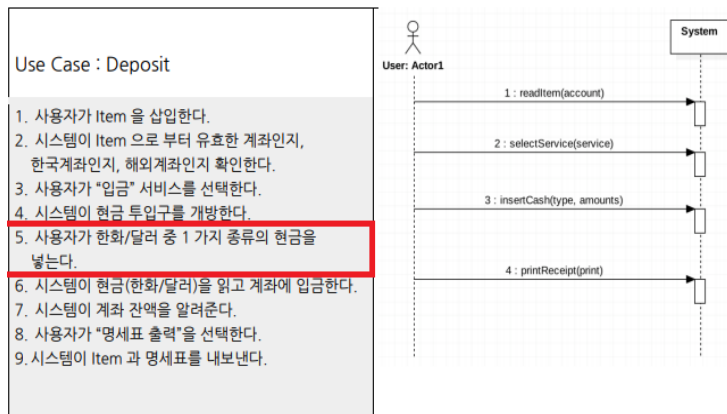 Use Case : Deposit
1. 사용자가 Item 을 삽입한다.
2. 시스템이 Item 으로 부터 유효한 계좌인지,
한국계좌인지, 해외계좌인지 확인한다.
3. 사용자가 “입금” 서비스를 선택한다.
4. 시스템이 현금 투입구를 개방한다.
5. 사용자가 한화/달러 중 1 가지 종류의 현금을
넣는다.
6. 시스템이 현금(한화/달러)을 읽고 계좌에 입금한다.
7. 시스템이 계좌 잔액을 알려준다.
8. 사용자가 “명세표 출력”을 선택한다.
9. 시스템이 Item 과 명세표를 내보낸다.
User: Actor1
System
1 : readItem(account)
2 : selectService(service)
3 : insertCash(type, amounts)
4 : printReceipt(print)